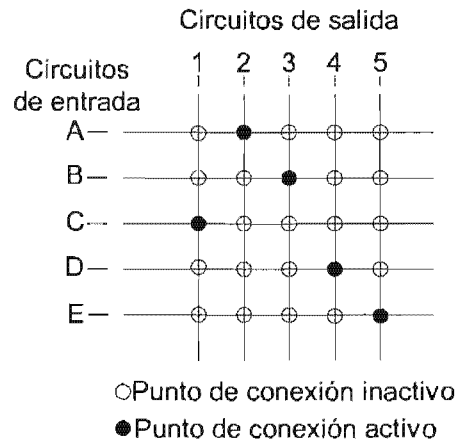 Circuitos de salida
Circuitos
de entrada
1 2 3 4 5
A
B
C
D
E
Punto de conexión inactivo
Punto de conexión activo